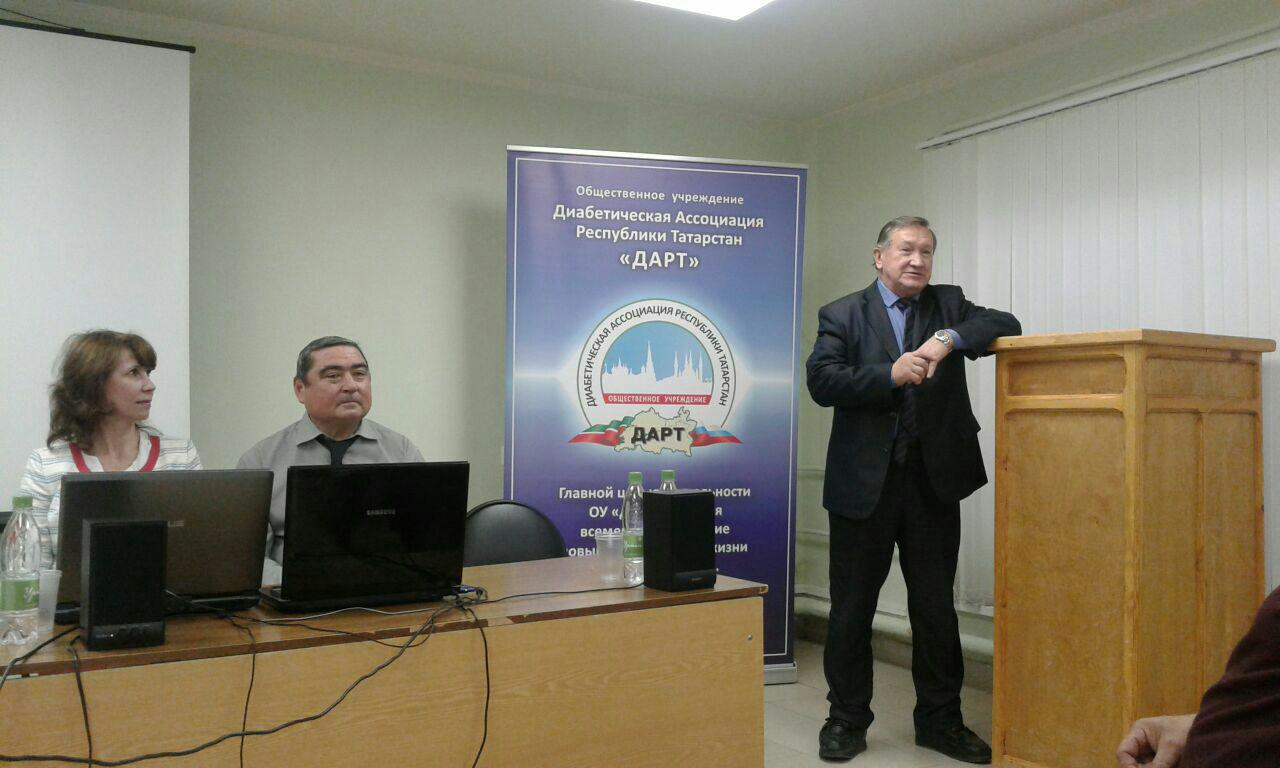 Общественное учреждение
Диабетическая Ассоциация
Республики Татарстан
«ДАРТ»
ДИАБЕТИЧЕСКАЯ АССОЦИАЦИЯ РЕСПУБЛИКИ ТАТАРСТАН
ОБЩЕСТВЕННОЕ УЧРЕЖДЕНИЕ
ДАРТ
Главной
ОУ
SAMSUNG